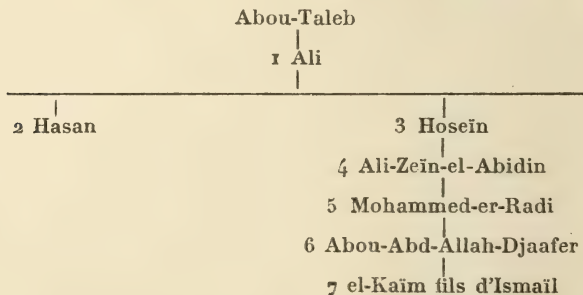 Abou-Taleb
1 Ali
2 Hasan
3 Hoseïn
4 Ali-Zeïn-el-Abidin
5 Mohammed-er-Radi
6 Abou-Abd-Allah-Djaafer
7 el-Kaïm fils d'Ismaïl